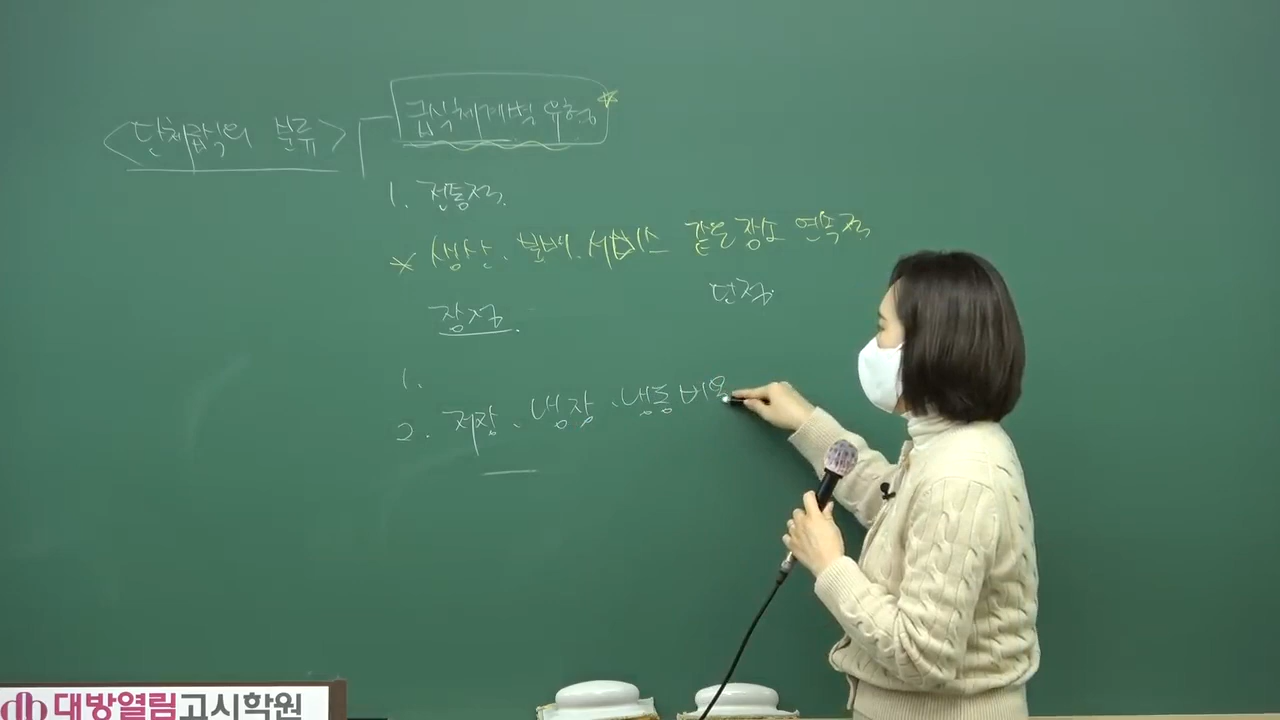 <단체급식의 분류>
급식체계별 유형 ☆
1. 전통적
* 생산, 분배, 서비스 같은 장소 연속적
장점 단점
1.
2. 저장, 냉장, 냉동 비용
대방열림고시학원